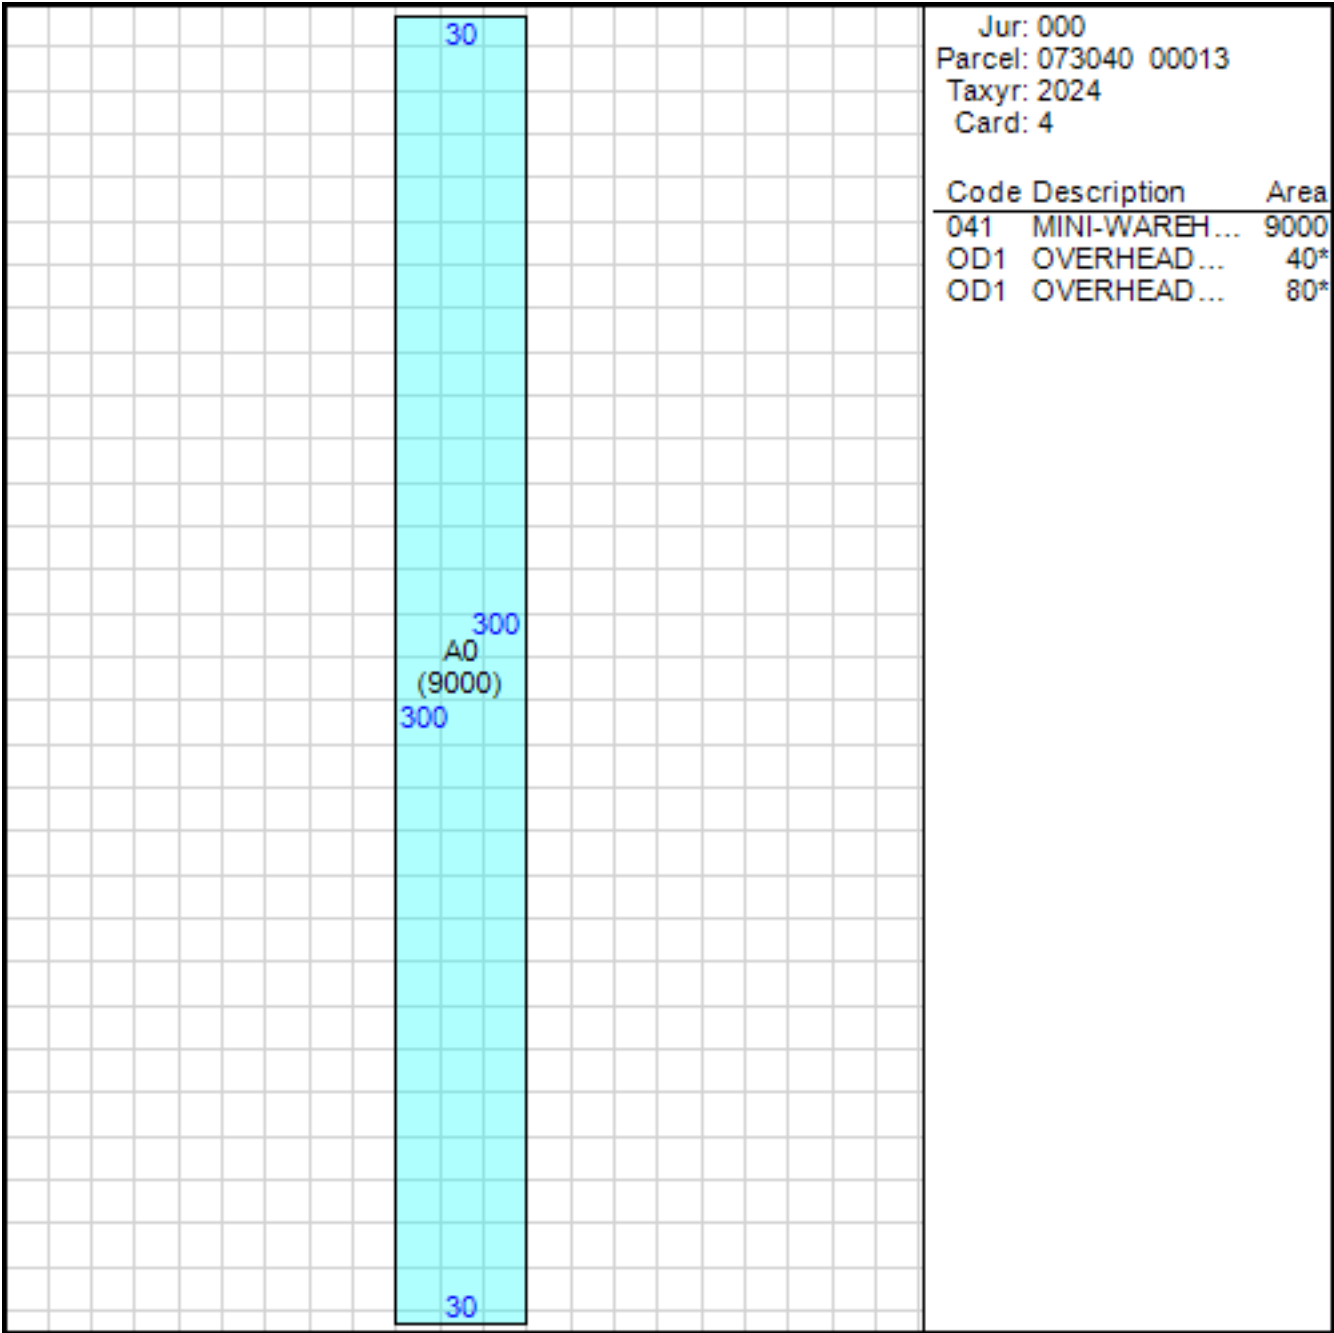 30
300
A0
(9000)
300
30
Jur: 000
Parcel: 073040 00013
Taxyr: 2024
Card: 4
Code Description Area
041 MINI-WAREH... 9000
OD1 OVERHEAD... 40*
OD1 OVERHEAD... 80*